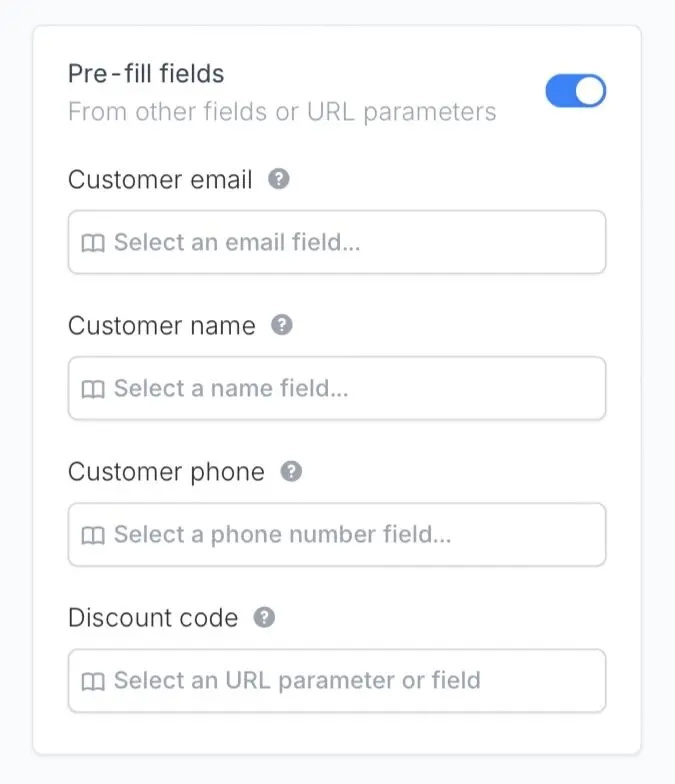 Pre-fill fields
From other fields or URL parameters
Customer email ?
Select an email field...
Customer name ?
Select a name field...
Customer phone ?
Select a phone number field...
Discount code ?
Select an URL parameter or field